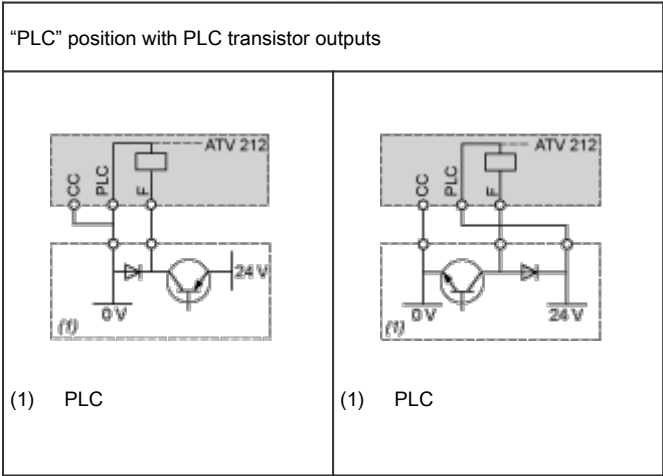 “PLC” position with PLC transistor outputs
ATV 212
CC
PLC
F
24 V
0 V
(1)
(1) PLC
ATV 212
CC
PLC
F
0 V
24 V
(1)
(1) PLC